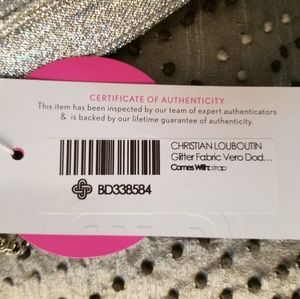 CERTIFICATE OF AUTHENTICITY
This item has been inspected by our team of expert authenticators
& is backed by our lifetime guarantee of authenticity.
CHRISTIAN LOUBOUTIN
Glitter Fabric Vero Dod...
Comes With: strap
BD338584